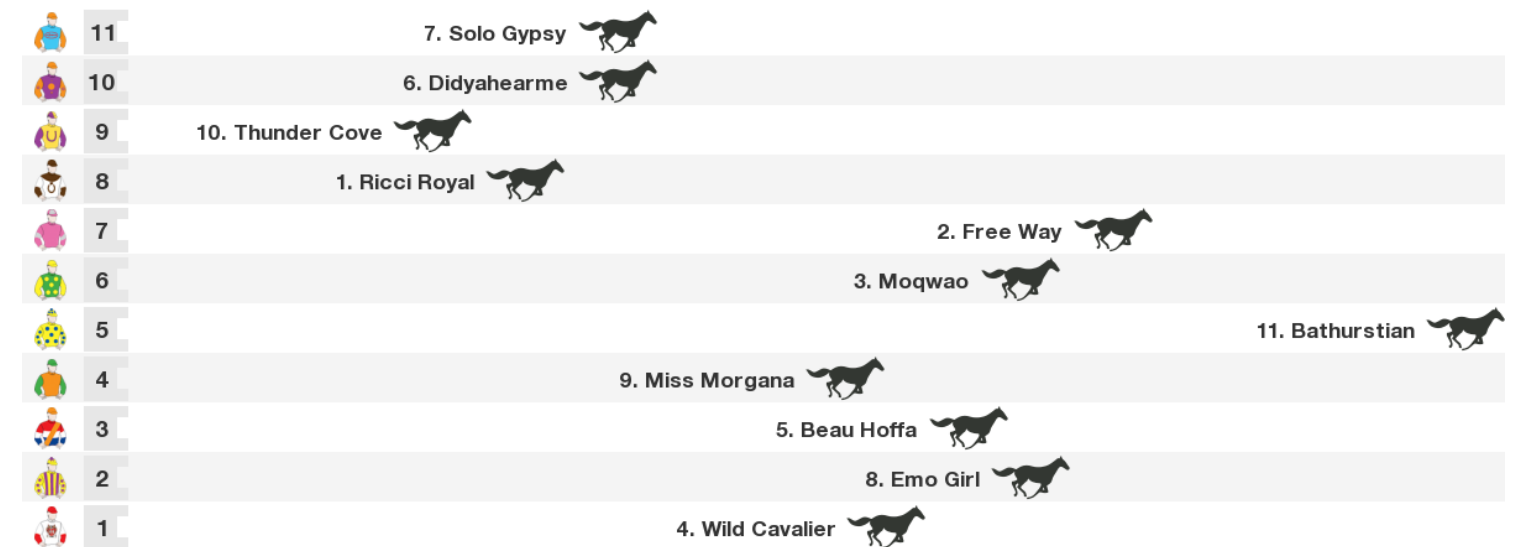 11 7. Solo Gypsy
10 6. Didyahearme
9 10. Thunder Cove
8 1. Ricci Royal
7 2. Free Way
6 3. Moqwao
5 11. Bathurstian
4 9. Miss Morgana
3 5. Beau Hoffa
2 8. Emo Girl
1 4. Wild Cavalier